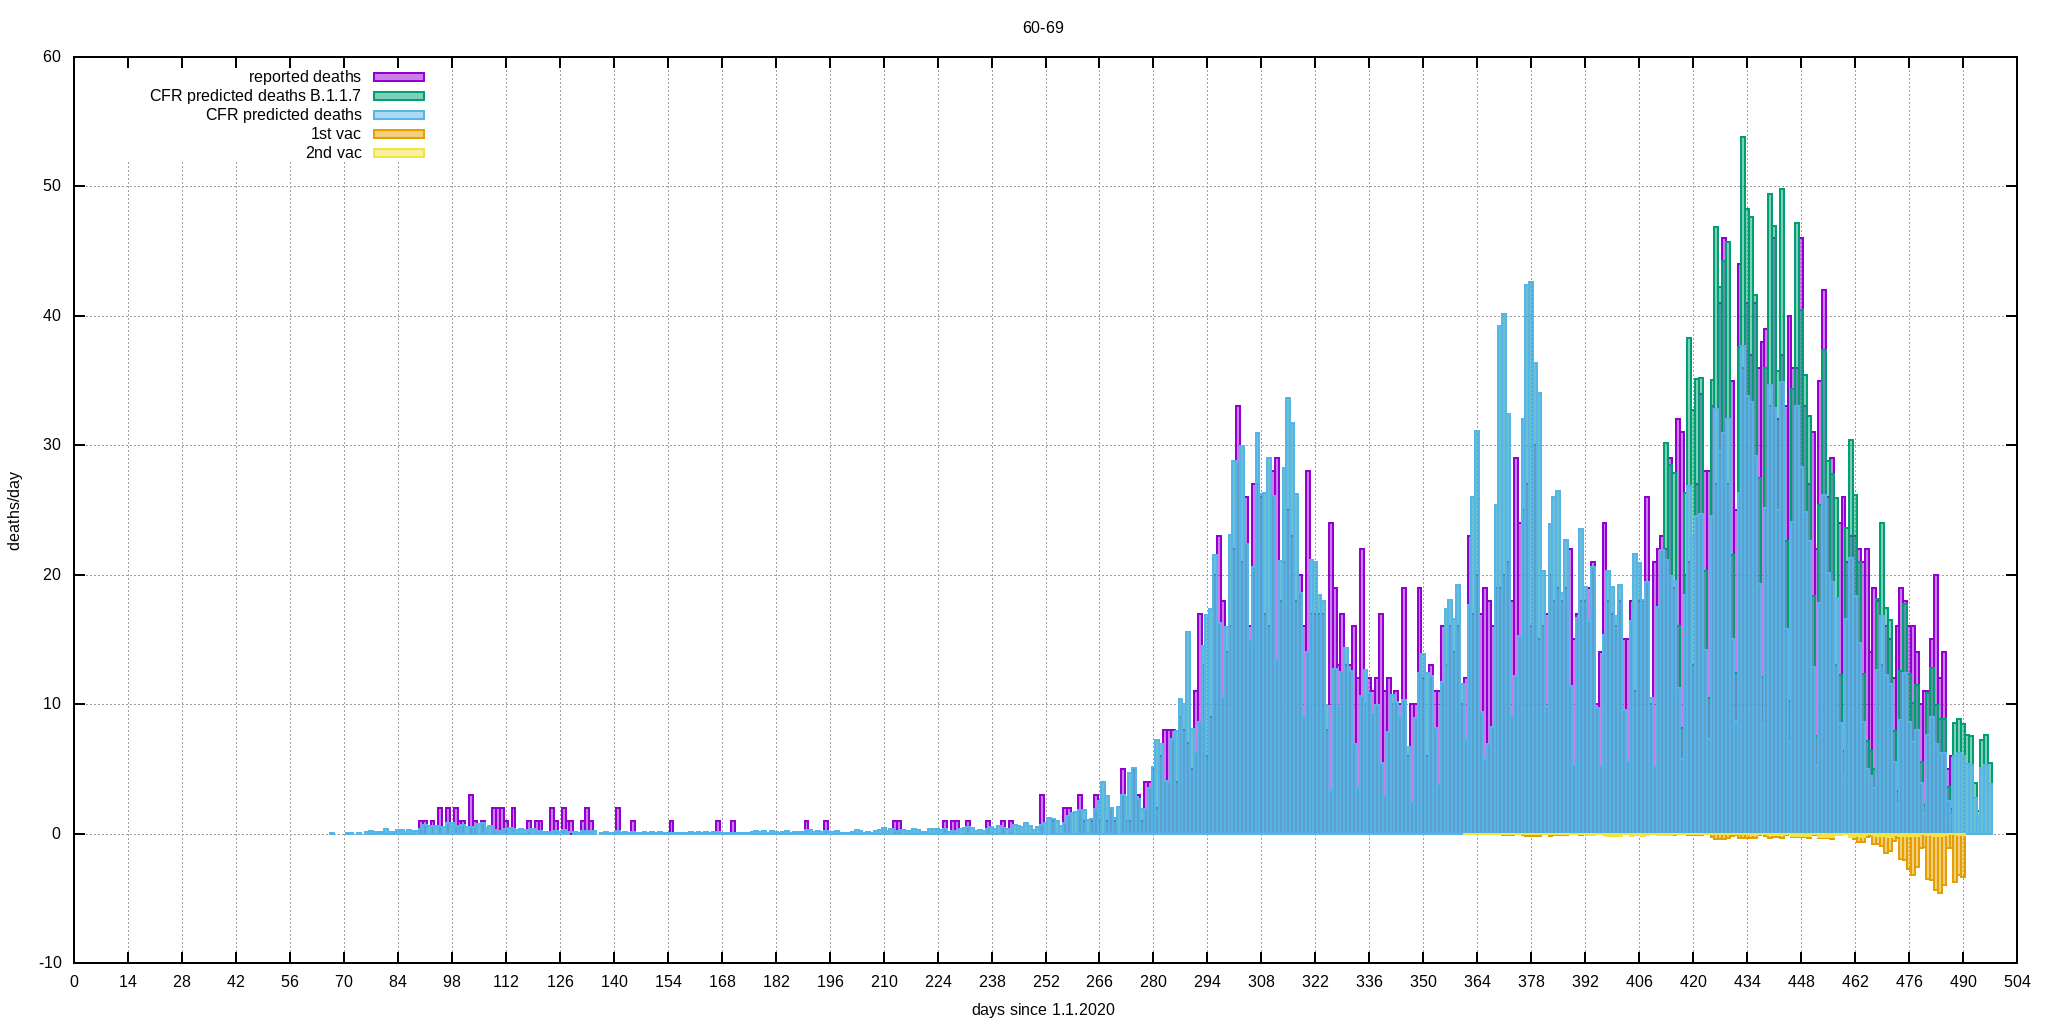 60-69
60
reported deaths
CFR predicted deaths B.1.1.7
CFR predicted deaths
1st vac
2nd vac
50
40
30
20
10
0
-10
deaths/day
0 14 28 42 56 70 84 98 112 126 140 154 168 182 196 210 224 238 252 266 280 294 308 322 336 350 364 378 392 406 420 434 448 462 476 490 504
days since 1.1.2020